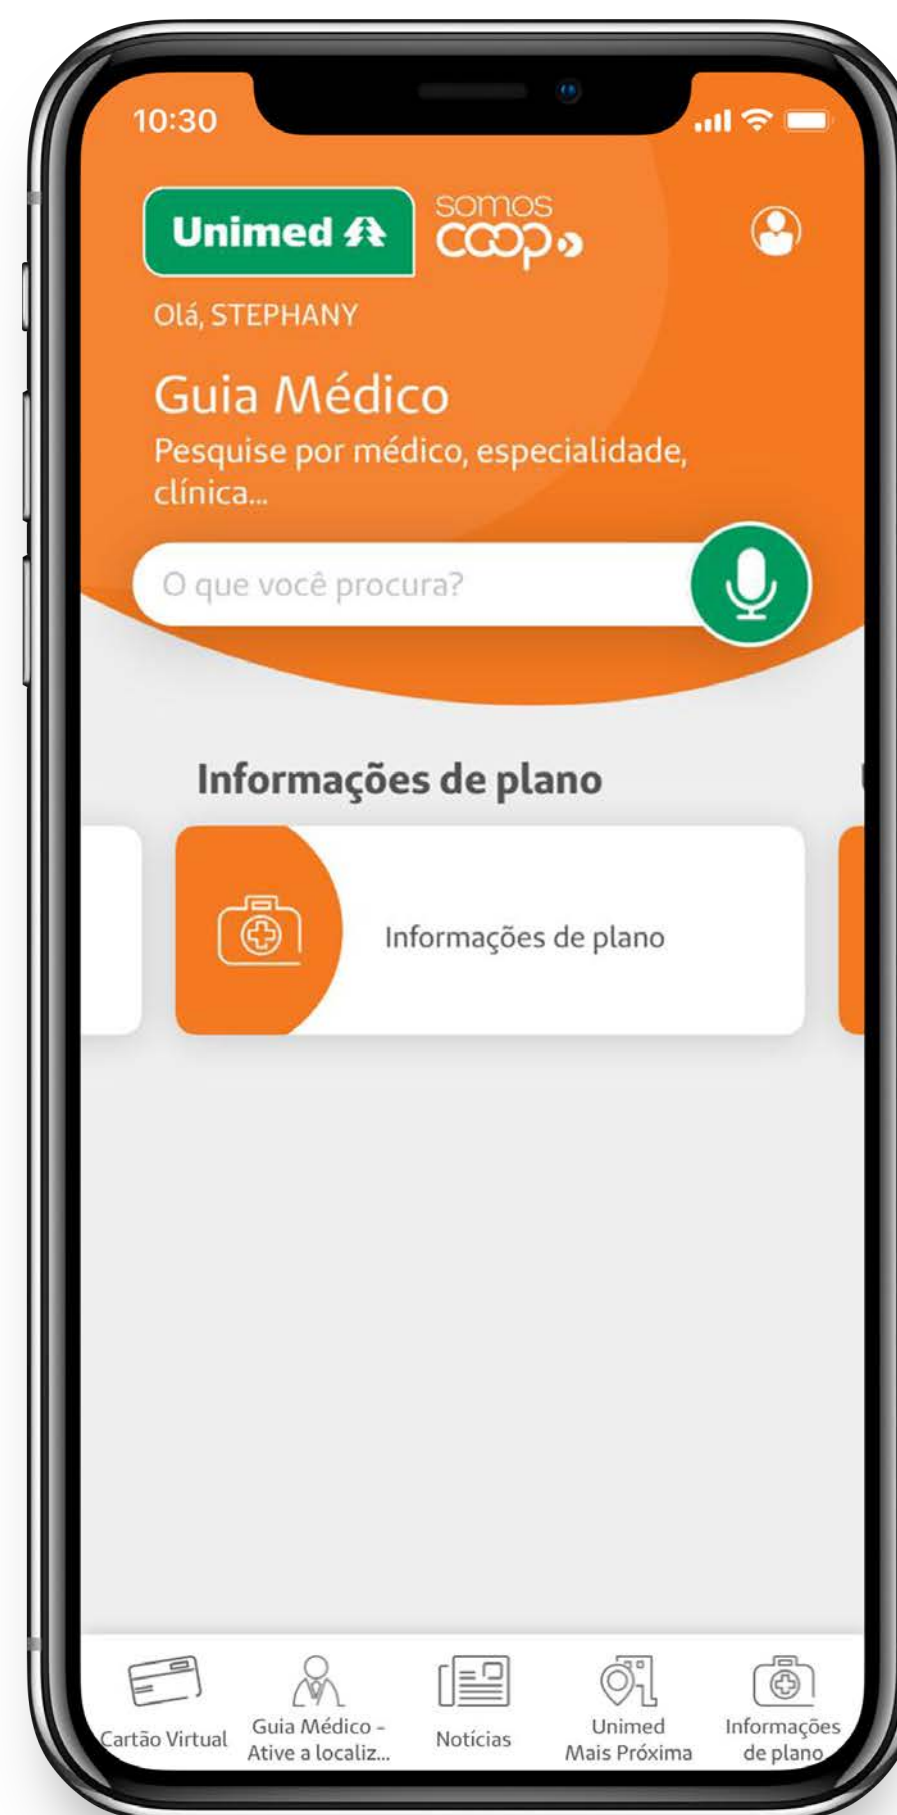 10:30
Unimed
somos
coop
Olá, STEPHANY
Guia Médico
Pesquise por médico, especialidade,
clínica...
O que você procura?
Informações de plano
Informações de plano
Cartão Virtual
Guia Médico -
Ative a localiz...
Notícias
Unimed
Mais Próxima
Informações
de plano